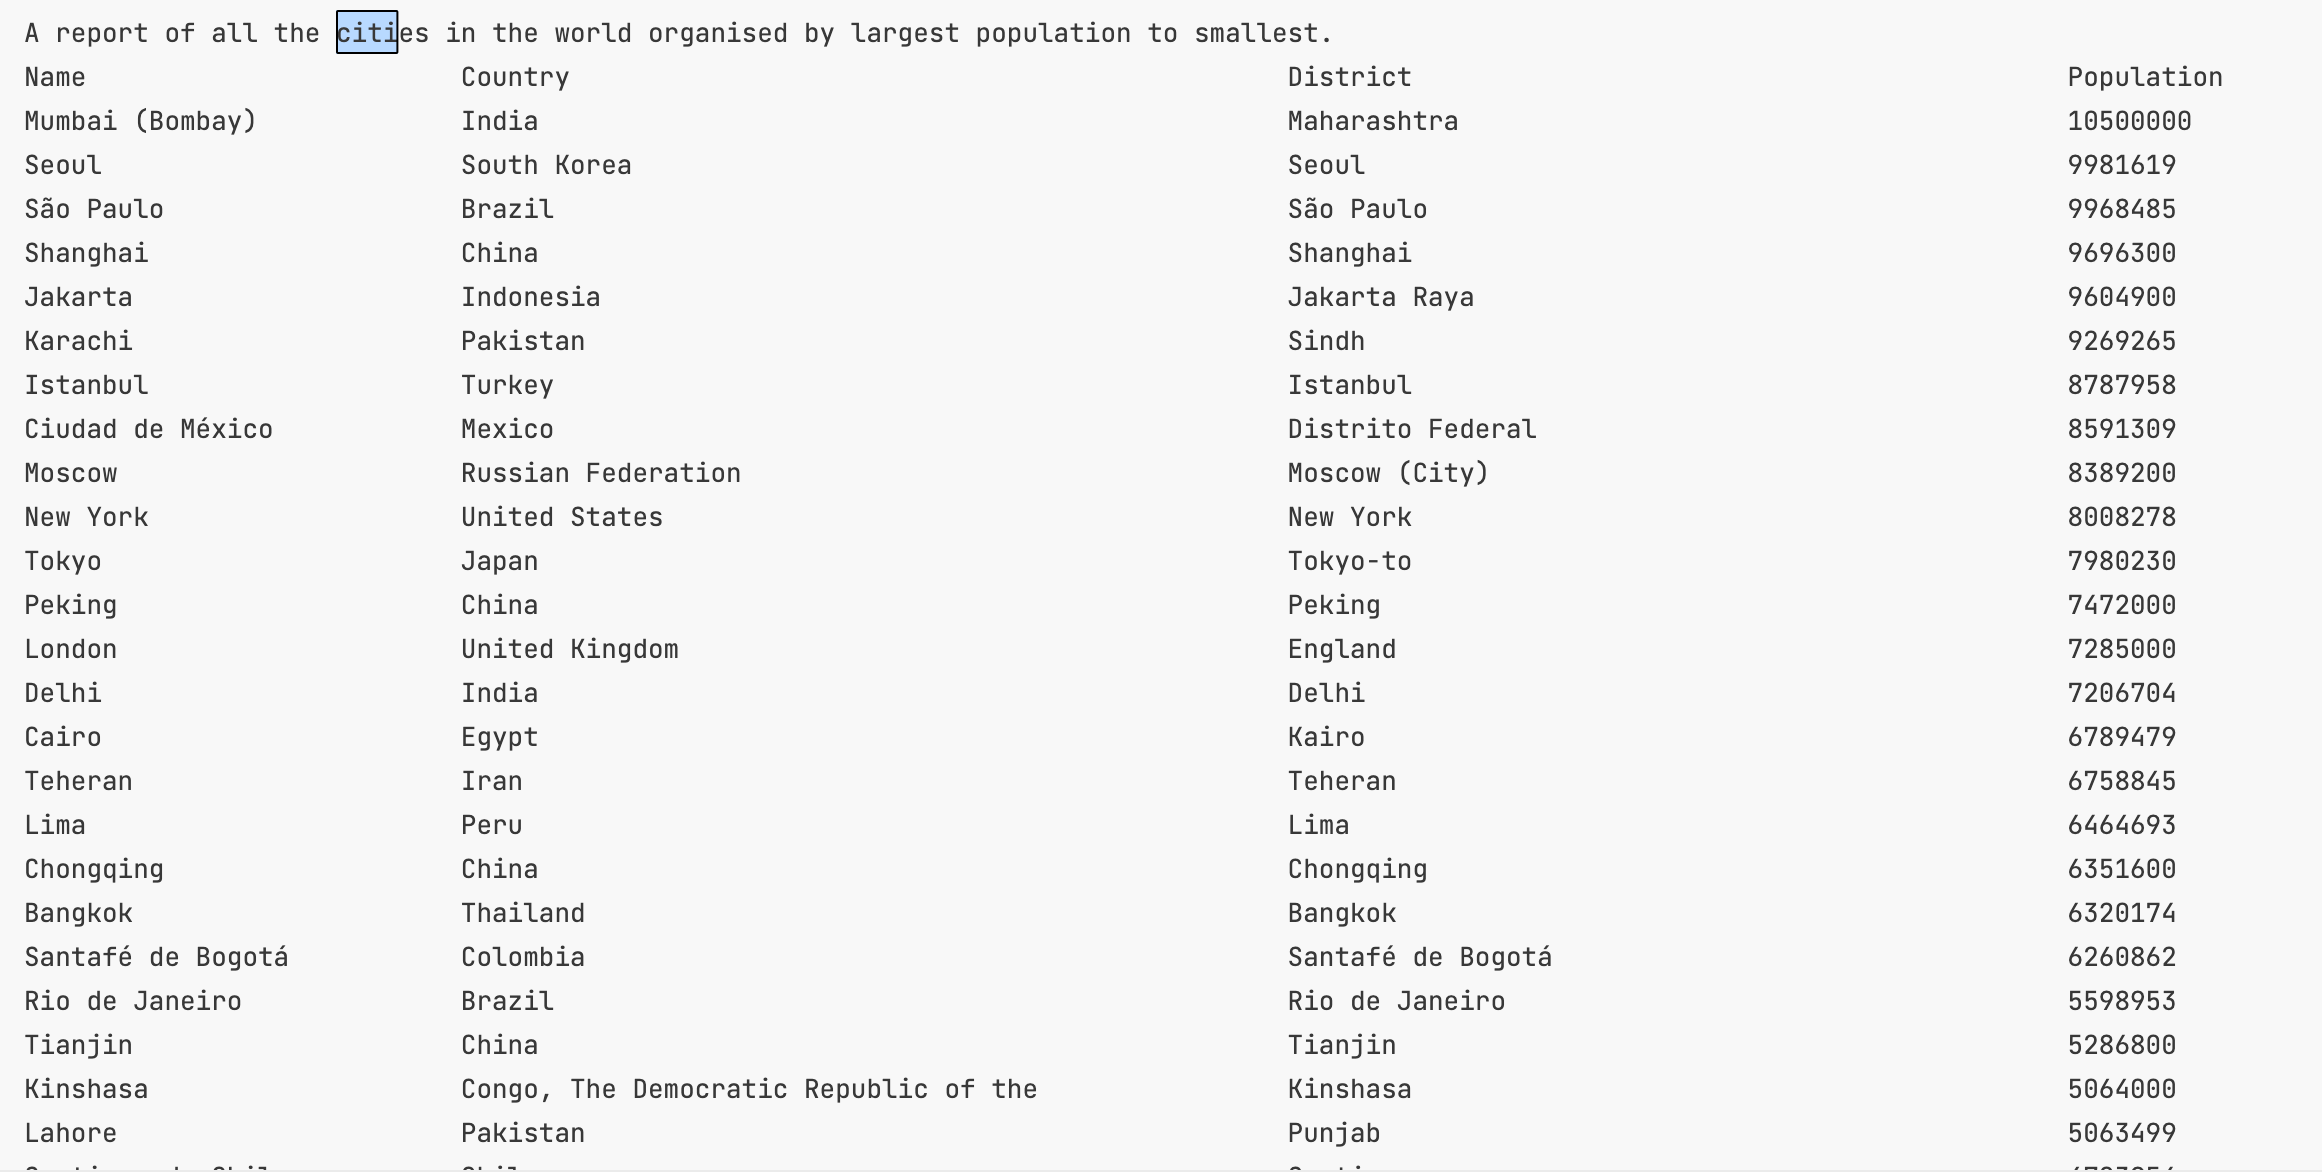 A report of all the cities in the world organised by largest population to smallest.
Name Country District Population
Mumbai (Bombay) India Maharashtra 10500000
Seoul South Korea Seoul 9981619
São Paulo Brazil São Paulo 9968485
Shanghai China Shanghai 9696300
Jakarta Indonesia Jakarta Raya 9604900
Karachi Pakistan Sindh 9269265
Istanbul Turkey Istanbul 8787958
Ciudad de México Mexico Distrito Federal 8591309
Moscow Russian Federation Moscow (City) 8389200
New York United States New York 8008278
Tokyo Japan Tokyo-to 7980230
Peking China Peking 7472000
London United Kingdom England 7285000
Delhi India Delhi 7206704
Cairo Egypt Kairo 6789479
Teheran Iran Teheran 6758845
Lima Peru Lima 6464693
Chongqing China Chongqing 6351600
Bangkok Thailand Bangkok 6320174
Santafé de Bogotá Colombia Santafé de Bogotá 6260862
Rio de Janeiro Brazil Rio de Janeiro 5598953
Tianjin China Tianjin 5286800
Kinshasa Congo, The Democratic Republic of the Kinshasa 5064000
Lahore Pakistan Punjab 5063499